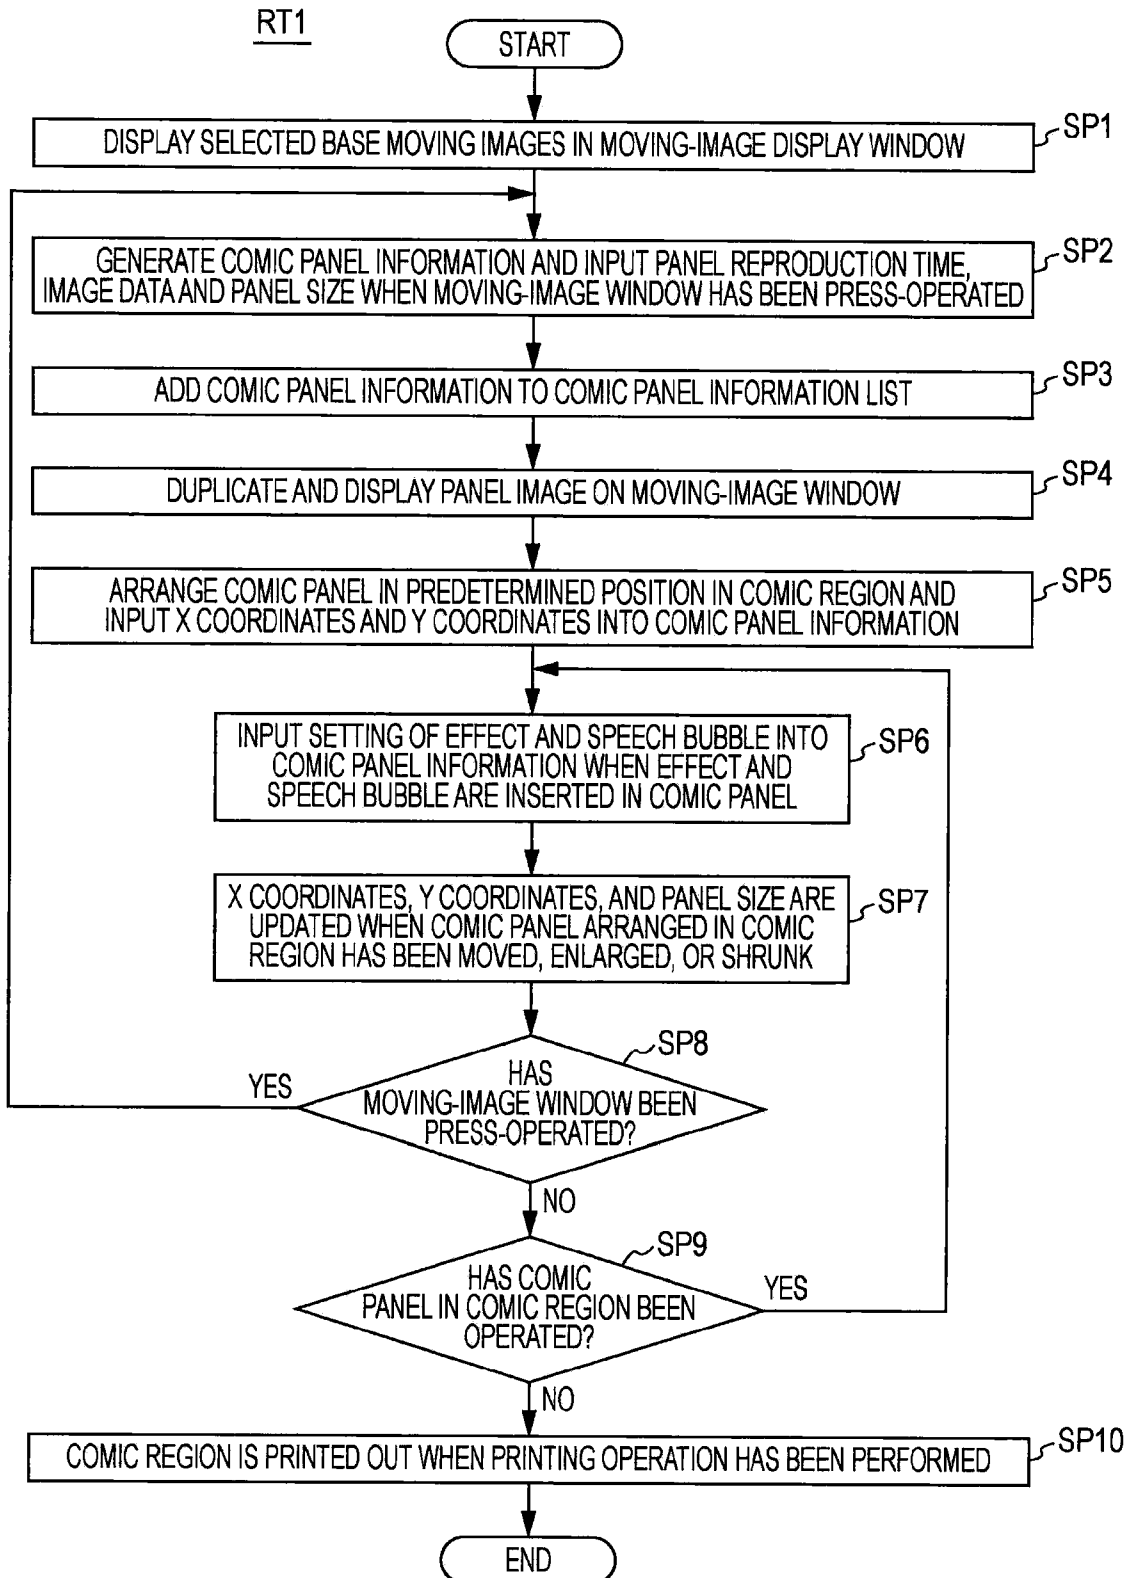 RT1
START
DISPLAY SELECTED BASE MOVING IMAGES IN MOVING-IMAGE DISPLAY WINDOW
SP1
GENERATE COMIC PANEL INFORMATION AND INPUT PANEL REPRODUCTION TIME,
IMAGE DATA AND PANEL SIZE WHEN MOVING-IMAGE WINDOW HAS BEEN PRESS-OPERATED
SP2
ADD COMIC PANEL INFORMATION TO COMIC PANEL INFORMATION LIST
SP3
DUPLICATE AND DISPLAY PANEL IMAGE ON MOVING-IMAGE WINDOW
SP4
ARRANGE COMIC PANEL IN PREDETERMINED POSITION IN COMIC REGION AND
INPUT X COORDINATES AND Y COORDINATES INTO COMIC PANEL INFORMATION
SP5
INPUT SETTING OF EFFECT AND SPEECH BUBBLE INTO
COMIC PANEL INFORMATION WHEN EFFECT AND
SPEECH BUBBLE ARE INSERTED IN COMIC PANEL
SP6
X COORDINATES, Y COORDINATES, AND PANEL SIZE ARE
UPDATED WHEN COMIC PANEL ARRANGED IN COMIC
REGION HAS BEEN MOVED, ENLARGED, OR SHRUNK
SP7
SP8
YES
HAS
MOVING-IMAGE WINDOW BEEN
PRESS-OPERATED?
NO
SP9
HAS COMIC
PANEL IN COMIC REGION BEEN
OPERATED?
YES
NO
COMIC REGION IS PRINTED OUT WHEN PRINTING OPERATION HAS BEEN PERFORMED
SP10
END